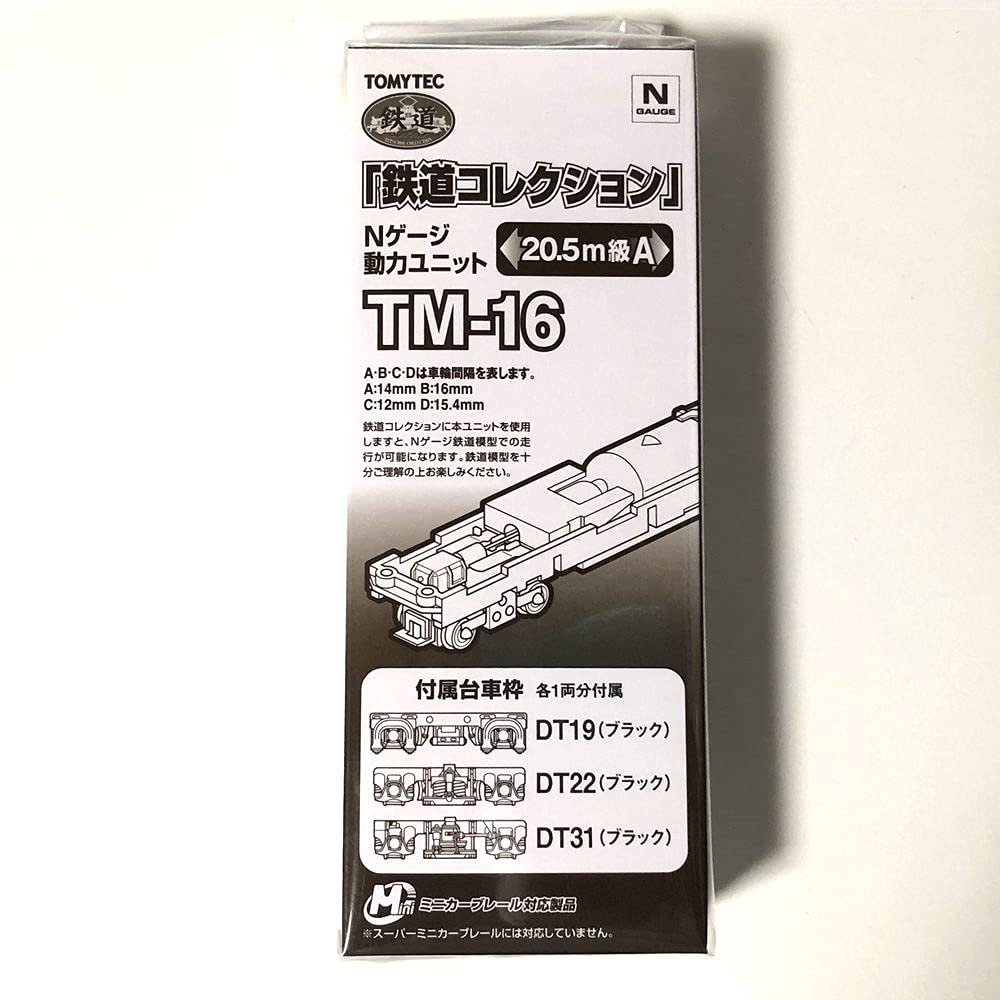 TOMYTEC
N
GAUGE
鉄道
「鉄道コレクション」
Nゲージ
動力ユニット
20.5m級A
TM-16
A・B・C・Dは車輪間隔を表します。
A:14mm B:16mm
C:12mm D:15.4mm
鉄道コレクションに本ユニットを使用
しますと、Nゲージ鉄道模型での走
行が可能になります。鉄道模型を十
分ご理解の上お楽しみください。
付属台車枠 各1両分付属
DT19(ブラック)
DT22(ブラック)
DT31(ブラック)
Mini ミニカーブレール対応製品
※スーパーミニカーブレールには対応していません。